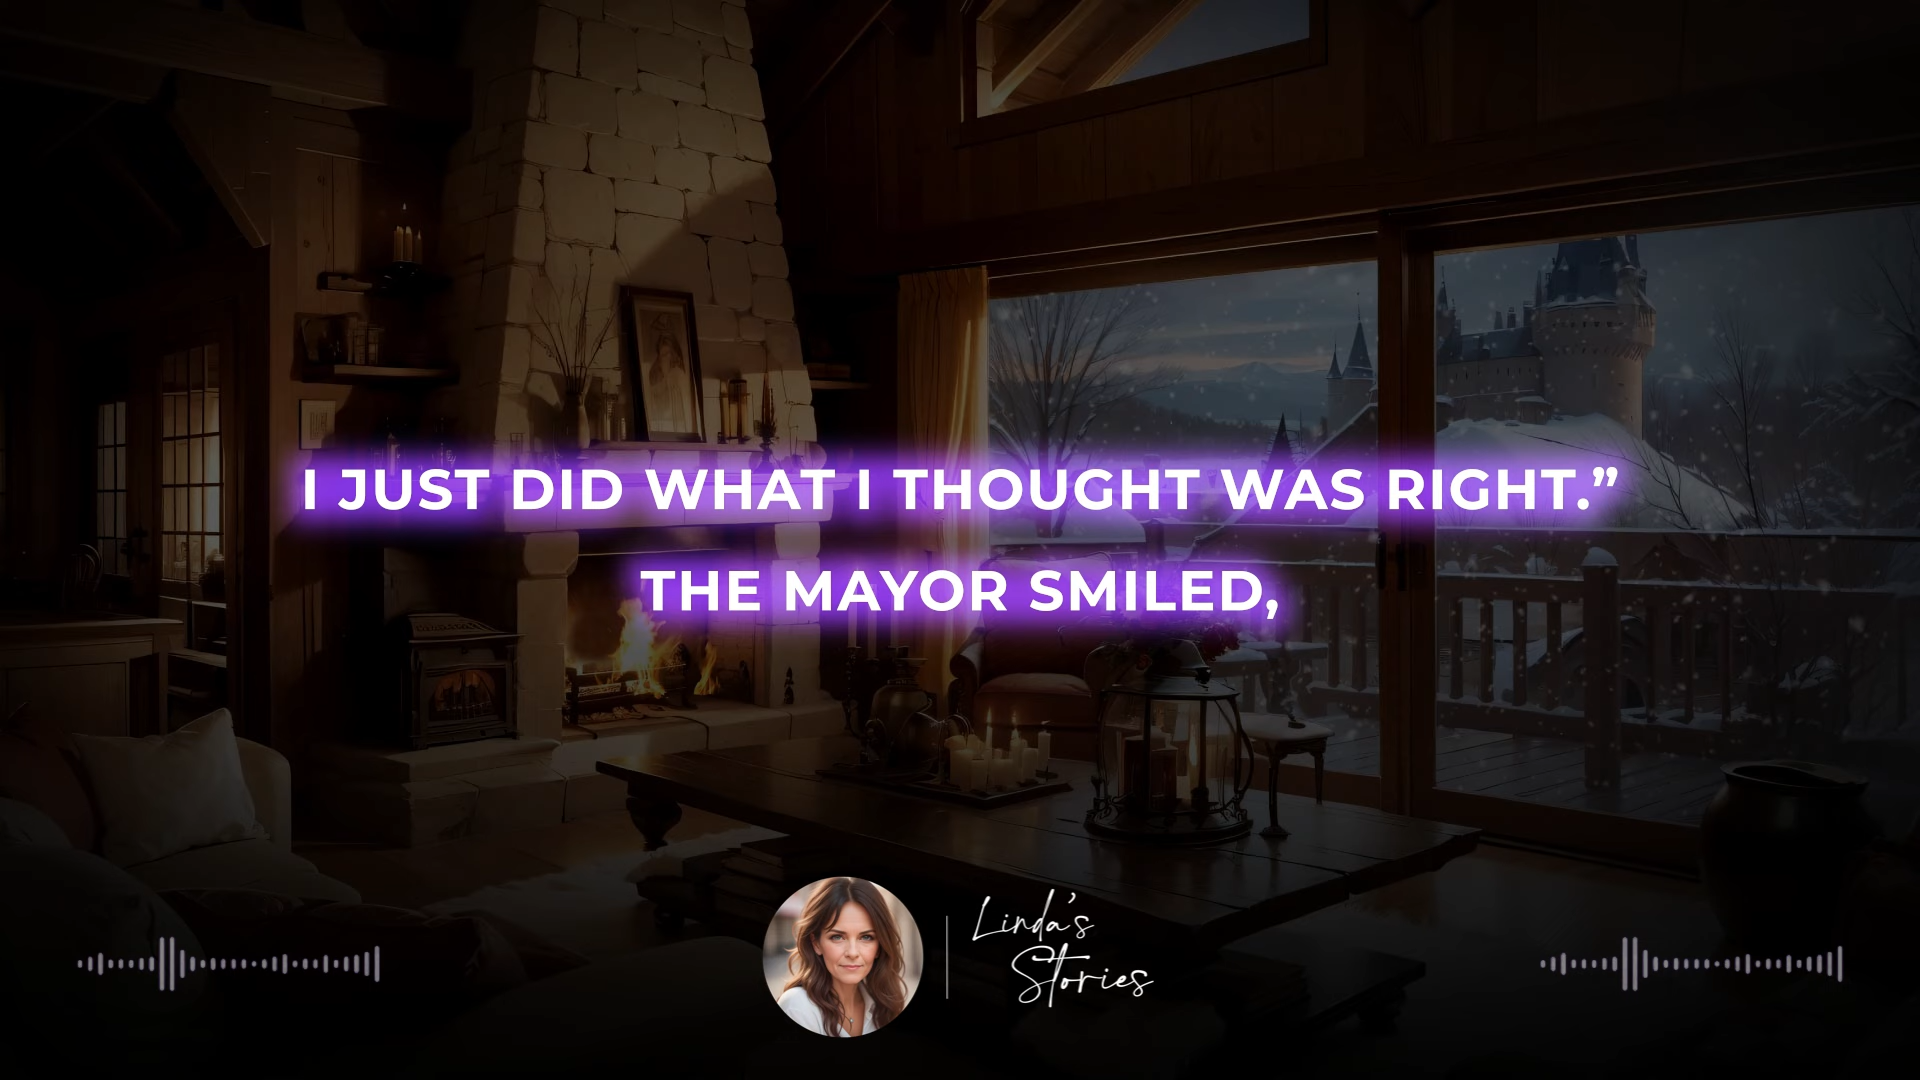 I JUST DID WHAT I THOUGHT WAS RIGHT.”
THE MAYOR SMILED,
Linda's
Stories